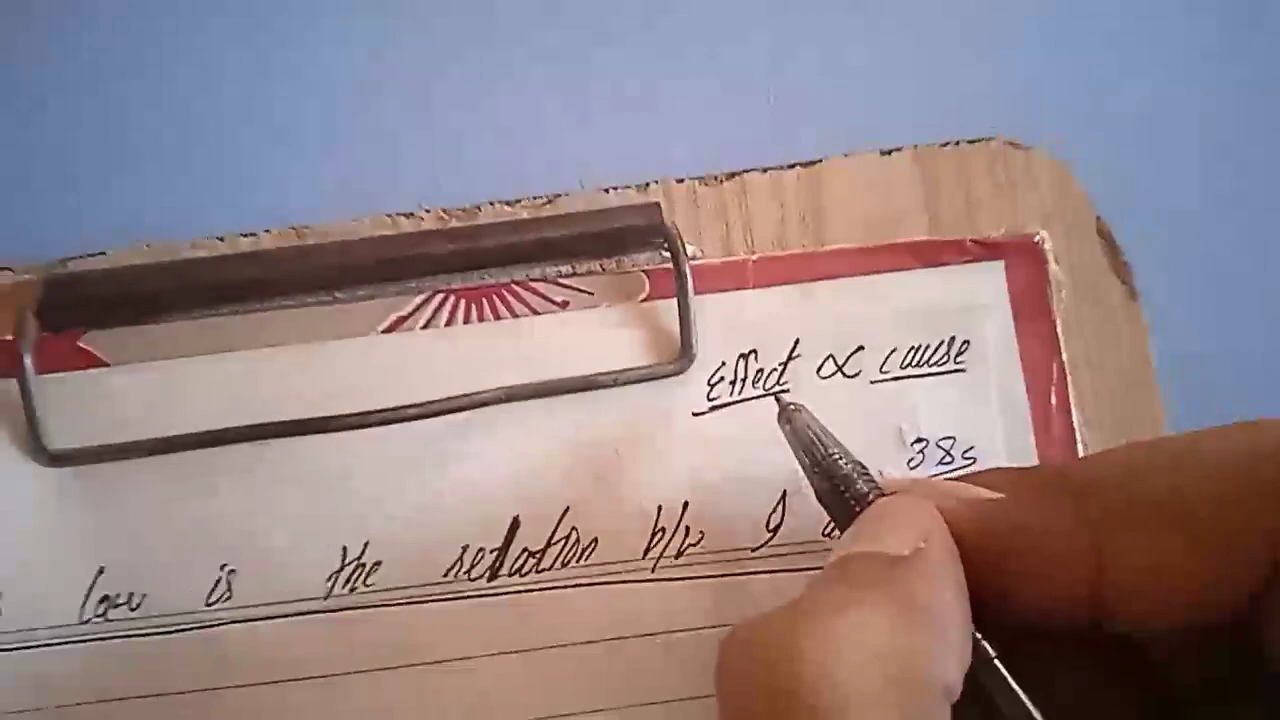 Effect ∝ cause
38s
law is the relation b/w I